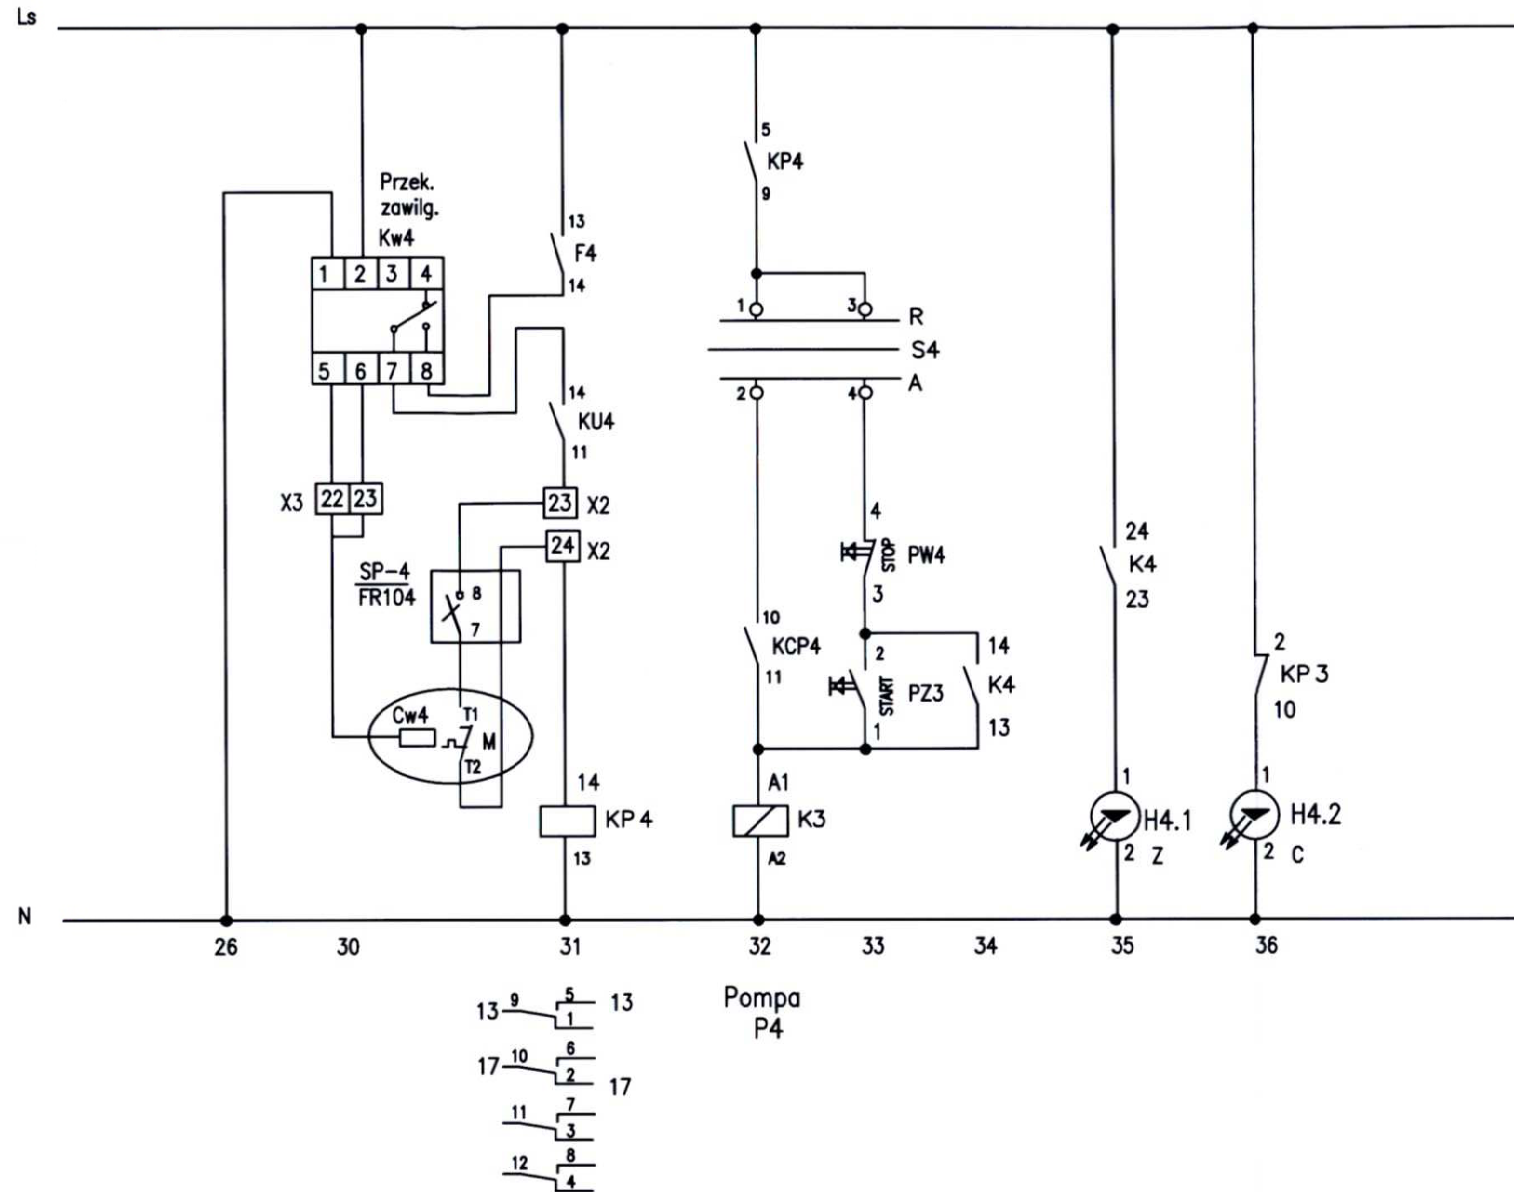 Ls
5
KP4
9
Przek.
zawilg.
Kw4
13
F4
14
1 2 3 4
5 6 7 8
1 3 R
S4
2 4 A
14
KU4
11
X3 22 23
23 X2
24 X2
4
STOP PW4
3
24
K4
23
SP-4
FR104
8
7
10
KCP4
11
2
START PZ3
1
14
K4
13
2
KP3
10
Cw4
T1
M
T2
14
KP4
13
A1
K3
A2
1
H4.1
2 Z
1
H4.2
2 C
N
26 30 31 32 33 34 35 36
Pompa
P4
13 9 5 13
1
17 10 6
2 17
11 7
3
12 8
4